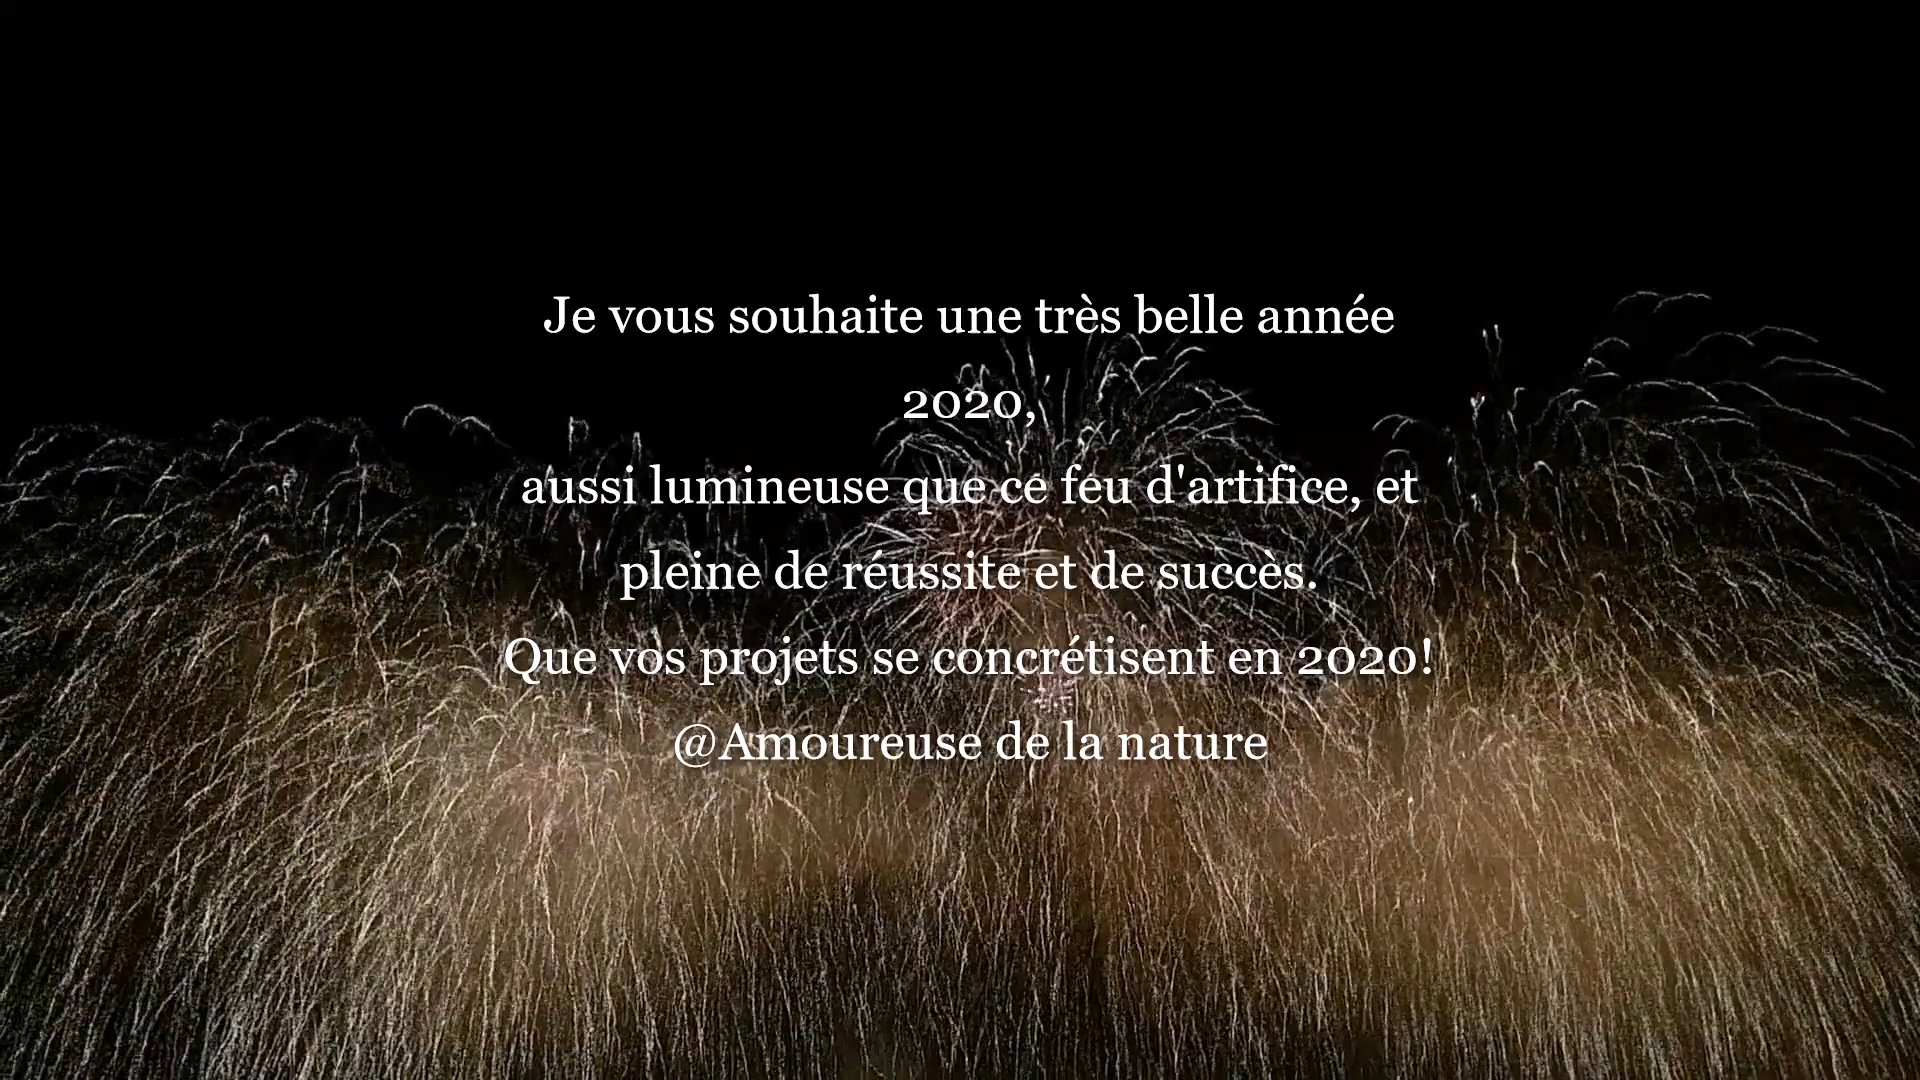 Je vous souhaite une très belle année
2020,
aussi lumineuse que ce feu d'artifice, et
pleine de réussite et de succès.
Que vos projets se concrétisent en 2020!
@Amoureuse de la nature